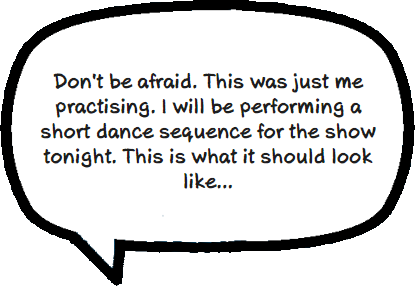 Don't be afraid. This was just me
practising. I will be performing a
short dance sequence for the show
tonight. This is what it should look
like...